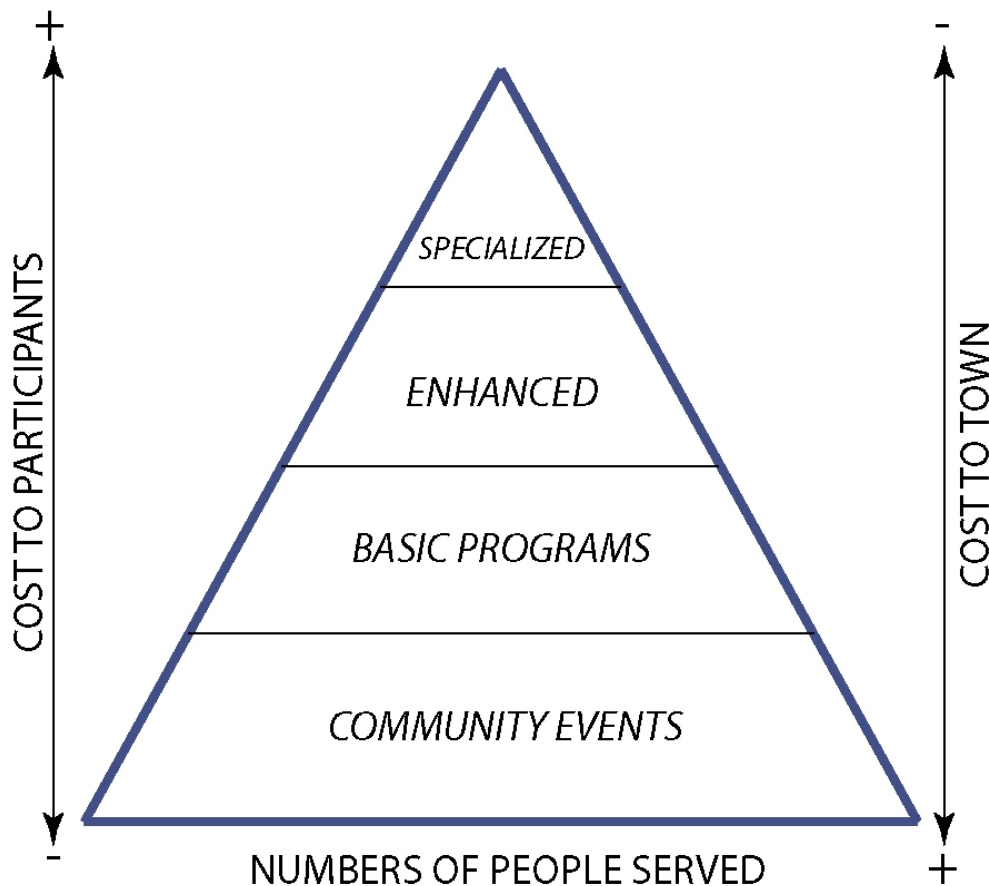 +
-
SPECIALIZED
ENHANCED
BASIC PROGRAMS
COMMUNITY EVENTS
COST TO PARTICIPANTS
COST TO TOWN
-
NUMBERS OF PEOPLE SERVED
+